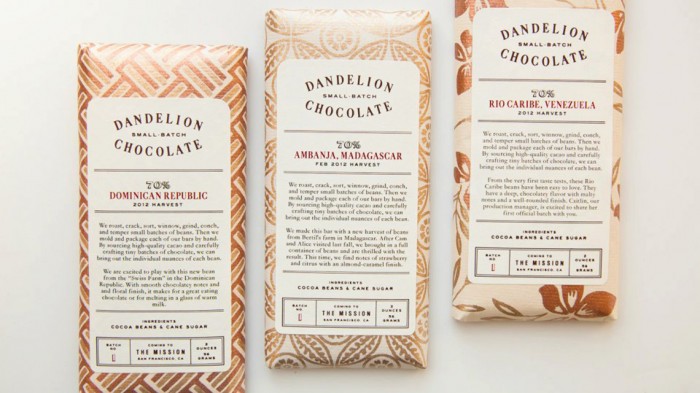 DANDELION
SMALL-BATCH
CHOCOLATE
70%
DOMINICAN REPUBLIC
2012 HARVEST
We roast, crack, sort, winnow, grind, conch,
and temper small batches of beans. Then we
mold and package each of our bars by hand.
By sourcing high-quality cacao and carefully
crafting tiny batches of chocolate, we can
bring out the individual nuances of each bean.
We are excited to play with this new bean
from the "Swiss Farm" in the Dominican
Republic. With smooth chocolatey notes and
and floral finish, it makes for a great eating
chocolate or for melting in a glass of warm
milk.
INGREDIENTS
COCOA BEANS & CANE SUGAR
BATCH
NO
COMING TO
THE MISSION
SAN FRANCISCO, CA
2
OUNCES
56
GRAMS
DANDELION
SMALL-BATCH
CHOCOLATE
70%
AMBANJA, MADAGASCAR
FEB 2012 HARVEST
We roast, crack, sort, winnow, grind, conch,
and temper small batches of beans. Then we
mold and package each of our bars by hand.
By sourcing high-quality cacao and carefully
crafting tiny batches of chocolate, we can
bring out the individual nuances of each bean.
We made this bar with a new harvest of beans
from Bertil's farm in Madagascar. After Cam
and Alice visited last fall, we brought in a full
container of beans and are thrilled with the
result. This time, we find notes of strawberry
and citrus with an almond-caramel finish.
INGREDIENTS
COCOA BEANS & CANE SUGAR
BATCH
NO
COMING TO
THE MISSION
SAN FRANCISCO, CA
2
OUNCES
56
GRAMS
DANDELION
SMALL-BATCH
CHOCOLATE
70%
RIO CARIBE, VENEZUELA
2012 HARVEST
We roast, crack, sort, winnow, grind, conch,
and temper small batches of beans. Then we
mold and package each of our bars by hand.
By sourcing high-quality cacao and carefully
crafting tiny batches of chocolate, we can
bring out the individual nuances of each bean.
From the very first taste tests, these Rio
Caribe beans have been easy to love. They
have a deep, chocolatey flavor with malty
notes and a well-rounded finish. Caitlin, our
production manager, is excited to share her
first official batch with you.
INGREDIENTS
COCOA BEANS & CANE SUGAR
BATCH
NO
COMING TO
THE MISSION
SAN FRANCISCO, CA
2
OUNCES
56
GRAMS